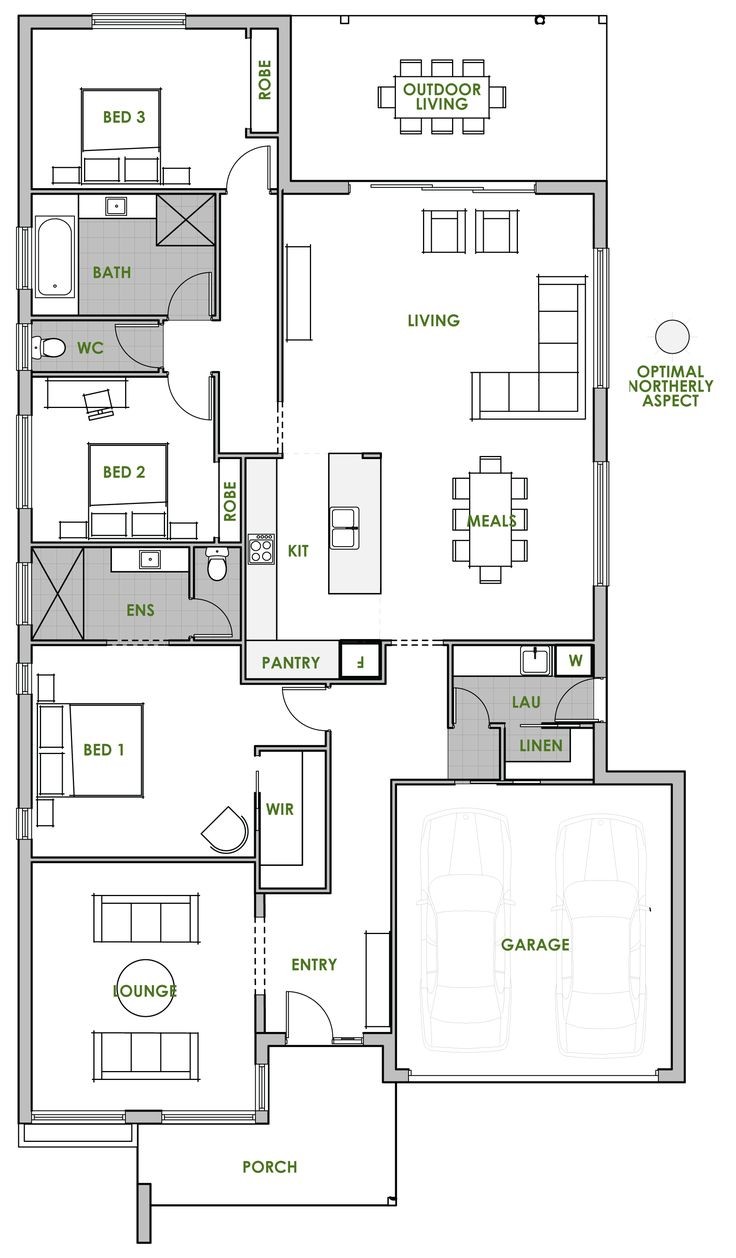 ROBE
BED 3
OUTDOOR
LIVING
BATH
LIVING
WC
OPTIMAL
NORTHERLY
ASPECT
BED 2
ROBE
MEALS
KIT
ENS
PANTRY
F
W
LAU
BED 1
LINEN
WIR
GARAGE
ENTRY
LOUNGE
PORCH